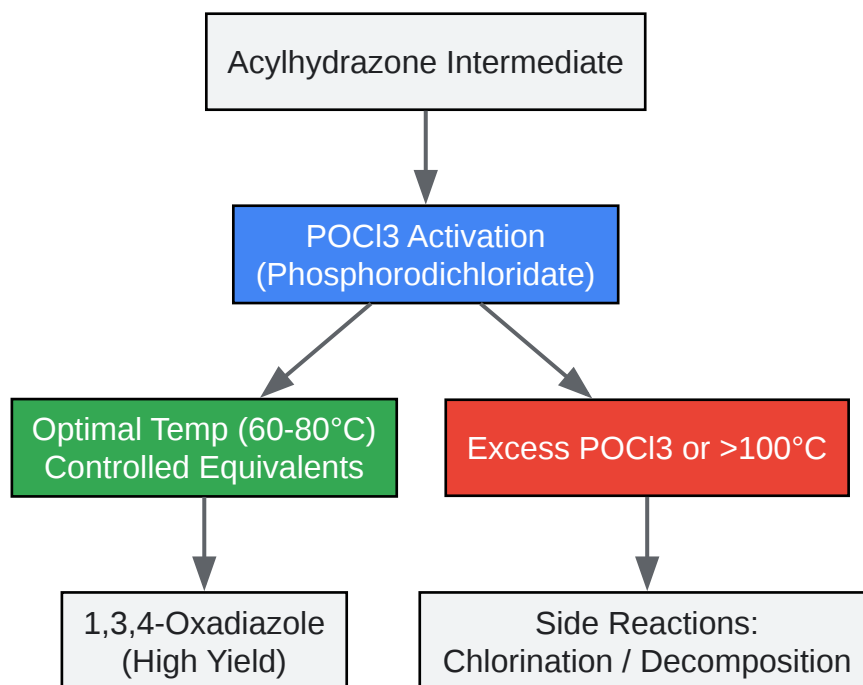 Acylhydrazone Intermediate
POCl3 Activation
(Phosphorodichloridate)
Optimal Temp (60-80°C)
Controlled Equivalents
Excess POCl3 or >100°C
1,3,4-Oxadiazole
(High Yield)
Side Reactions:
Chlorination / Decomposition